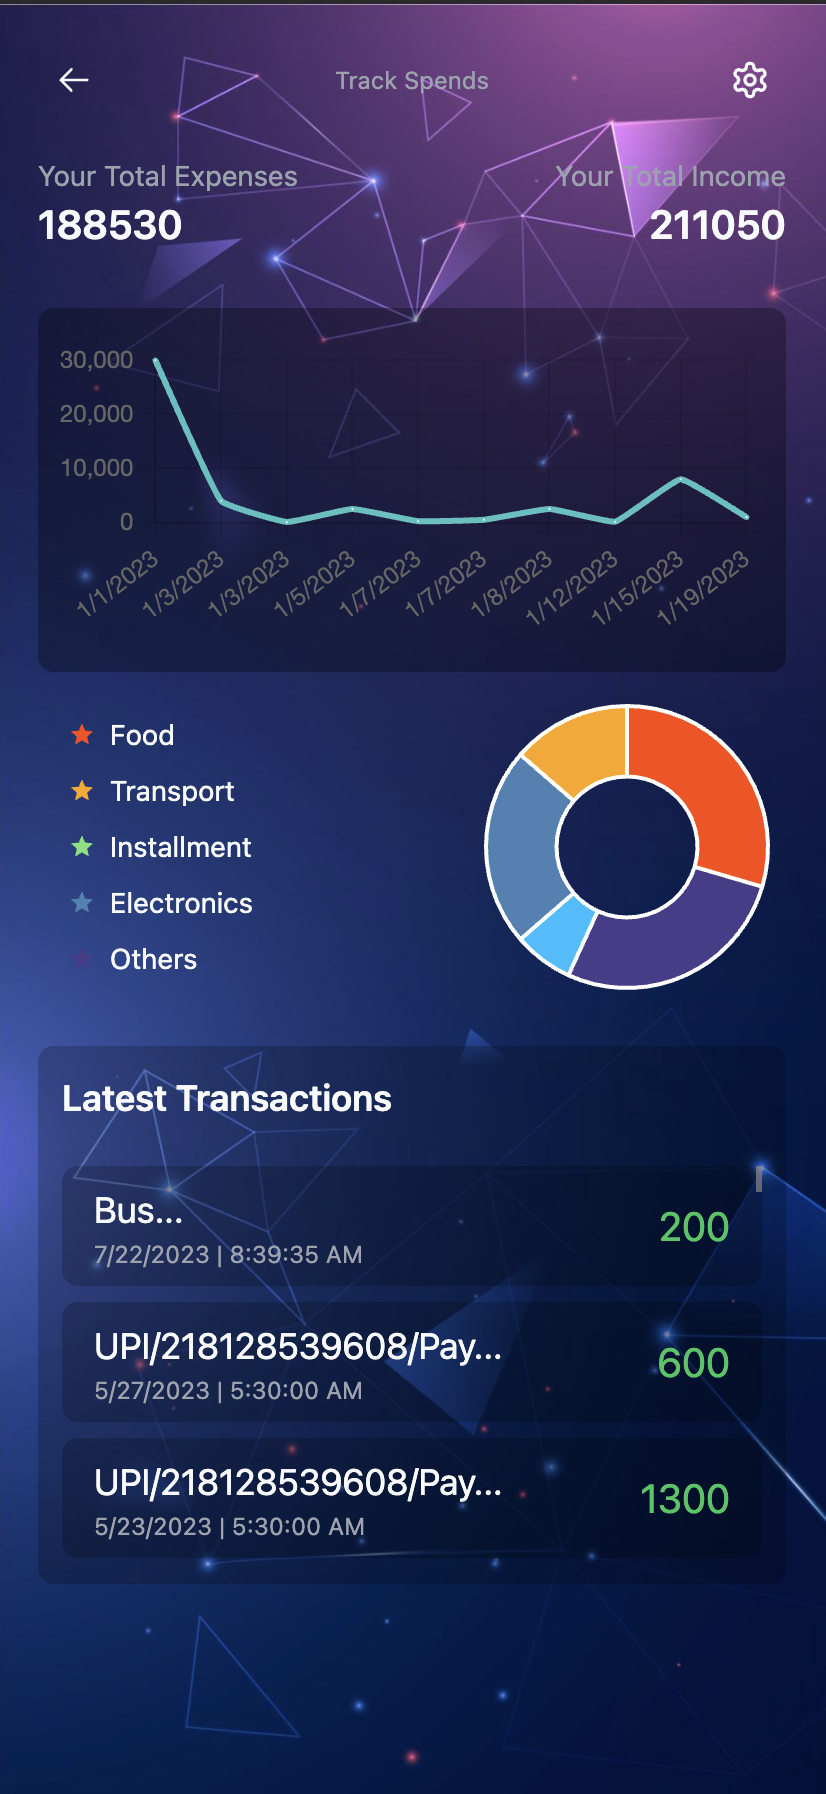 Track Spends
Your Total Expenses
Your Total Income
188530
211050
30,000
20,000
10,000
0
1/1/2023
1/3/2023
1/3/2023
1/5/2023
1/7/2023
1/7/2023
1/8/2023
1/12/2023
1/15/2023
1/19/2023
Food
Transport
Installment
Electronics
Others
Latest Transactions
Bus...
200
7/22/2023 | 8:39:35 AM
UPI/218128539608/Pay...
600
5/27/2023 | 5:30:00 AM
UPI/218128539608/Pay...
1300
5/23/2023 | 5:30:00 AM